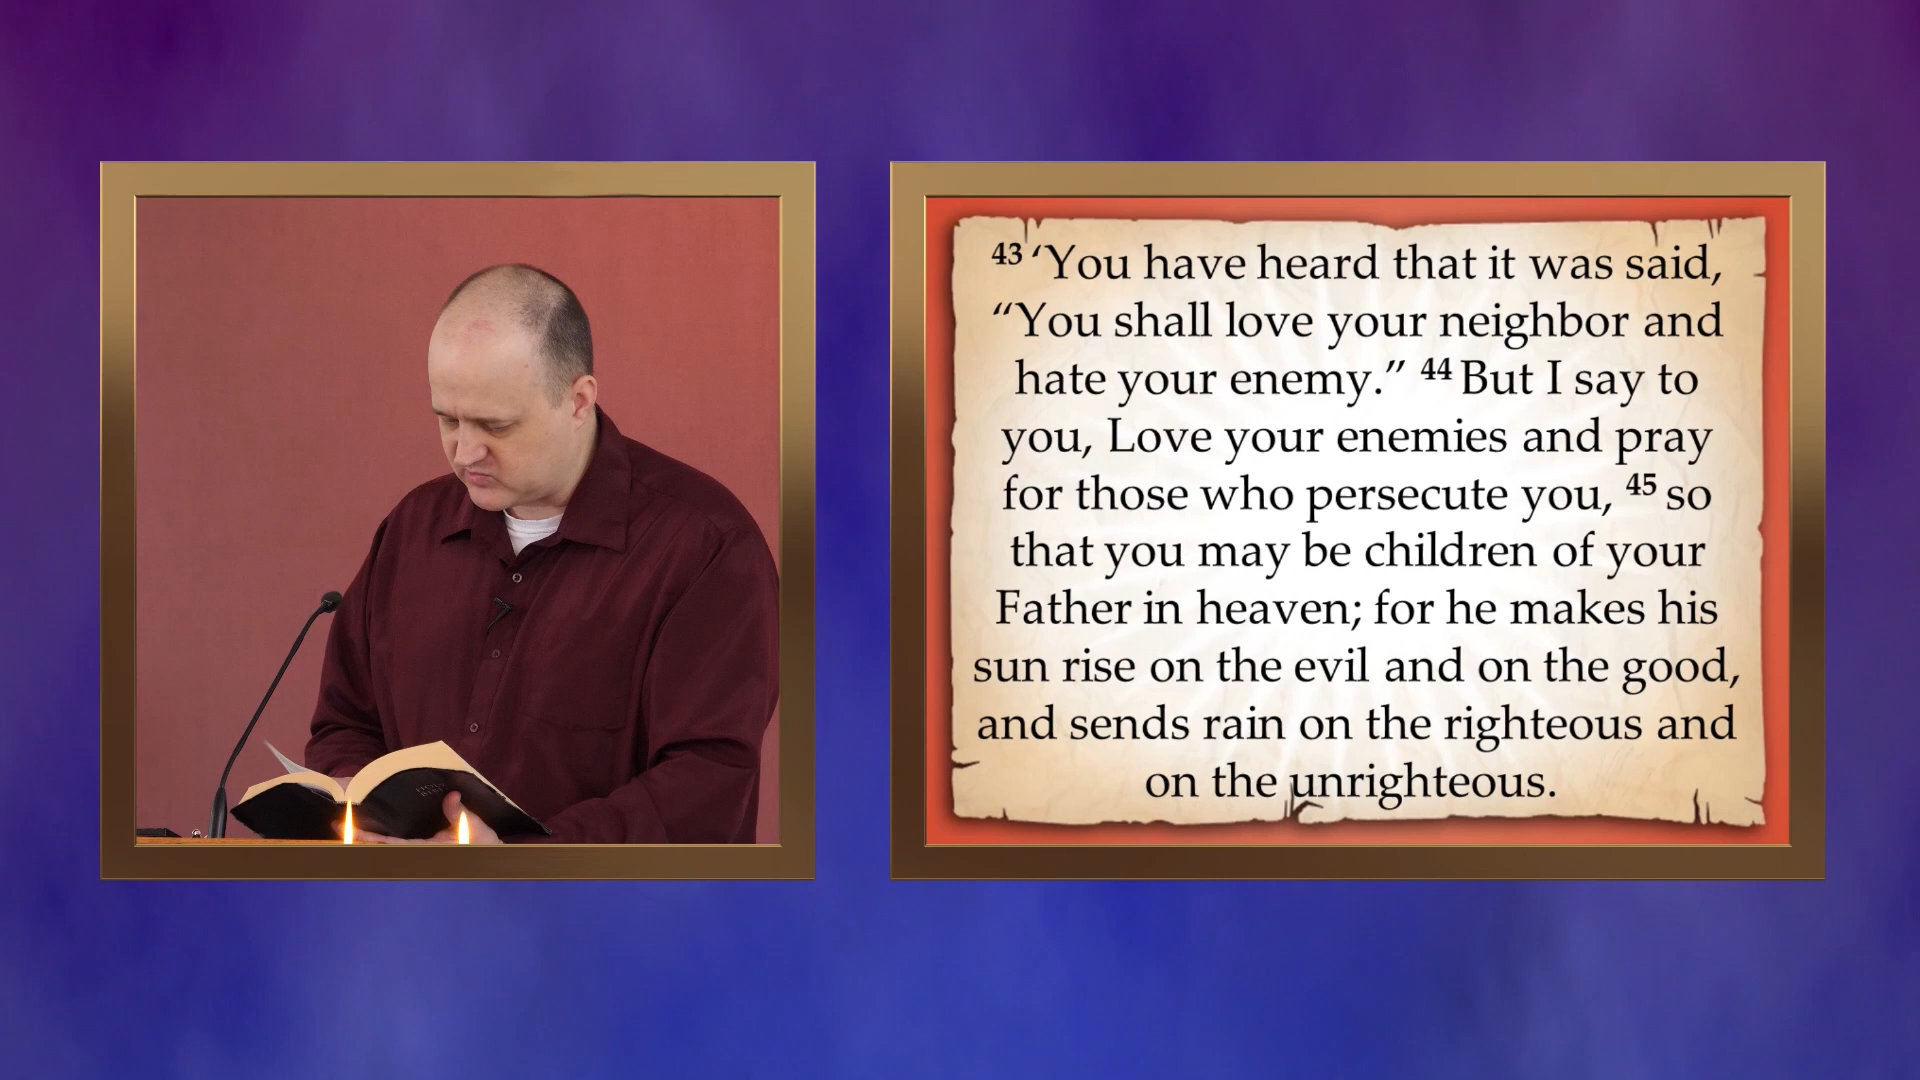 HOLY
BIBLE
43 ‘You have heard that it was said,
“You shall love your neighbor and
hate your enemy.” 44 But I say to
you, Love your enemies and pray
for those who persecute you, 45 so
that you may be children of your
Father in heaven; for he makes his
sun rise on the evil and on the good,
and sends rain on the righteous and
on the unrighteous.